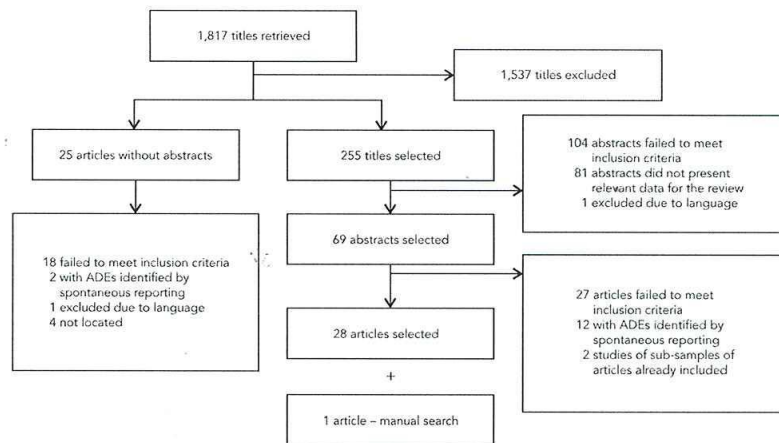 1,817 titles retrieved
1,537 titles excluded
25 articles without abstracts
255 titles selected
104 abstracts failed to meet
inclusion criteria
81 abstracts did not present
relevant data for the review
1 excluded due to language
18 failed to meet inclusion criteria
2 with ADEs identified by
spontaneous reporting
1 excluded due to language
4 not located
69 abstracts selected
27 articles failed to meet
inclusion criteria
12 with ADEs identified by
spontaneous reporting
2 studies of sub-samples of
articles already included
28 articles selected
+
1 article – manual search